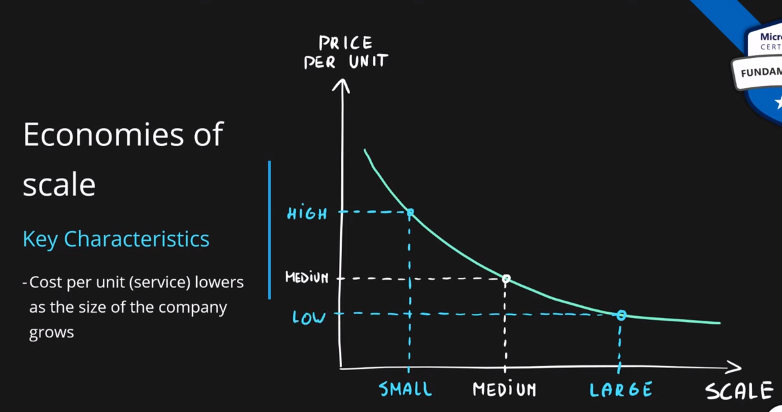 Economies of
scale
Key Characteristics
-Cost per unit (service) lowers
as the size of the company
grows
PRICE
PER UNIT
HIGH
MEDIUM
LOW
SMALL
MEDIUM
LARGE
SCALE